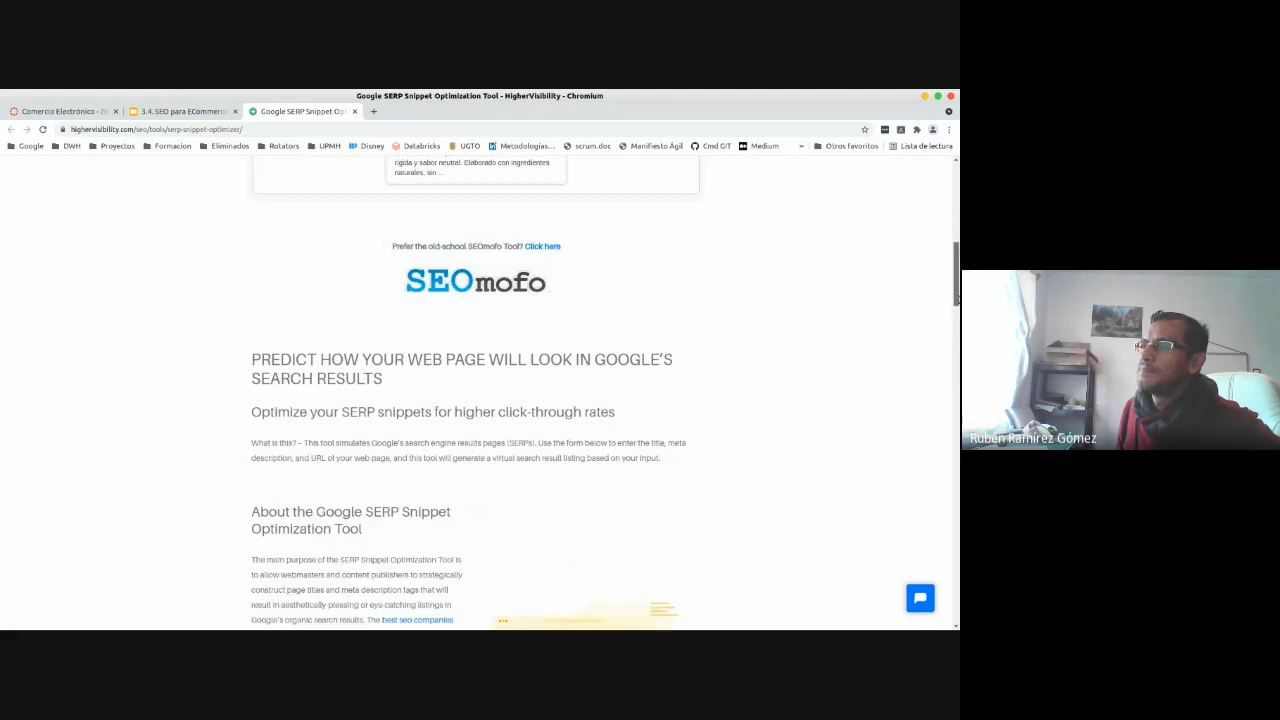 Google SERP Snippet Optimization Tool - HigherVisibility - Chromium
Comercio Electrónico - 20
3.4. SEO para ECommerc
Google SERP Snippet Opt
highervisibility.com/seo/tools/serp-snippet-optimizer/
Google DWH Proyectos Formacion Eliminados Rotators UPMH Disney Databricks UGTO Metodologías... scrum.doc Manifiesto Ágil Cmd GIT Medium » Otros favoritos Lista de lectura
rígida y sabor neutral. Elaborado con ingredientes
naturales, sin ...
Prefer the old-school SEOmofo Tool? Click here
SEOmofo
PREDICT HOW YOUR WEB PAGE WILL LOOK IN GOOGLE'S
SEARCH RESULTS
Optimize your SERP snippets for higher click-through rates
What is this? – This tool simulates Google's search engine results pages (SERPs). Use the form below to enter the title, meta
description, and URL of your web page, and this tool will generate a virtual search result listing based on your input.
About the Google SERP Snippet
Optimization Tool
The main purpose of the SERP Snippet Optimization Tool is
to allow webmasters and content publishers to strategically
construct page titles and meta description tags that will
result in aesthetically-pleasing or eye-catching listings in
Google's organic search results. The best seo companies
Rubén Ramírez Gómez